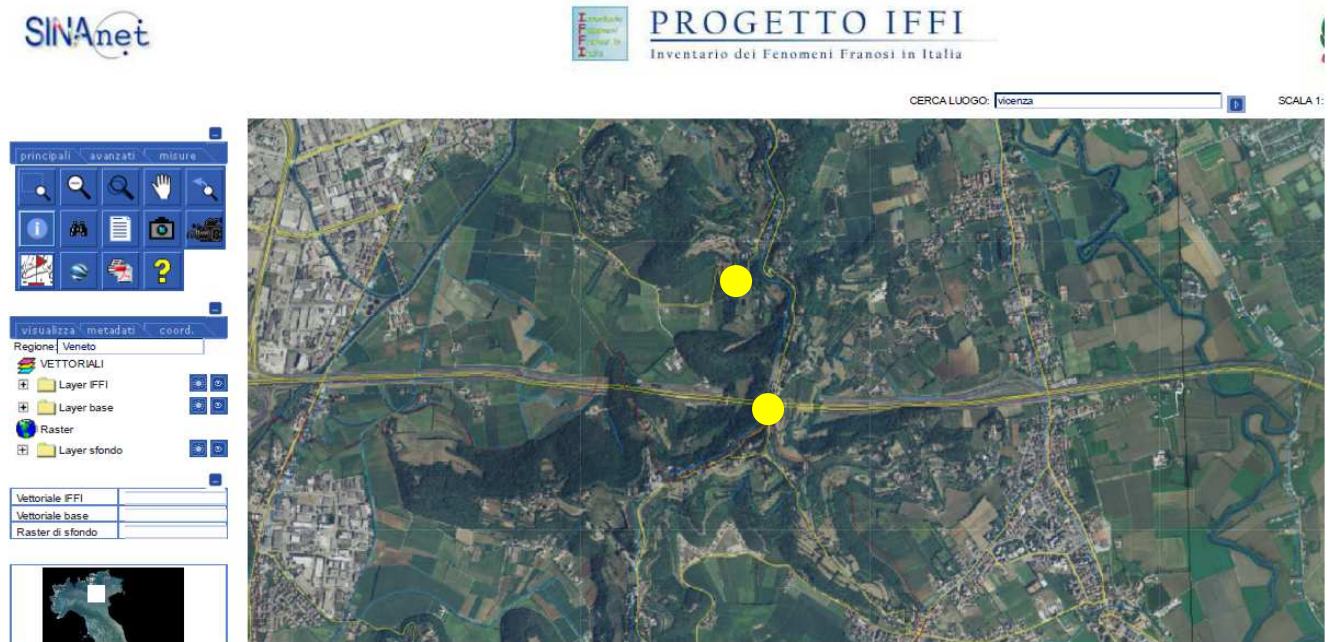 SINAnet
PROGETTO IFFI
Inventario dei Fenomeni Franosi in Italia
CERCA LUOGO: vicenza
SCALA 1:
principali avanzati misure
visualizza metadati coord.
Regione: Veneto
VETTORIALI
Layer IFFI
Layer base
Raster
Layer sfondo
Vettoriale IFFI
Vettoriale base
Raster di sfondo